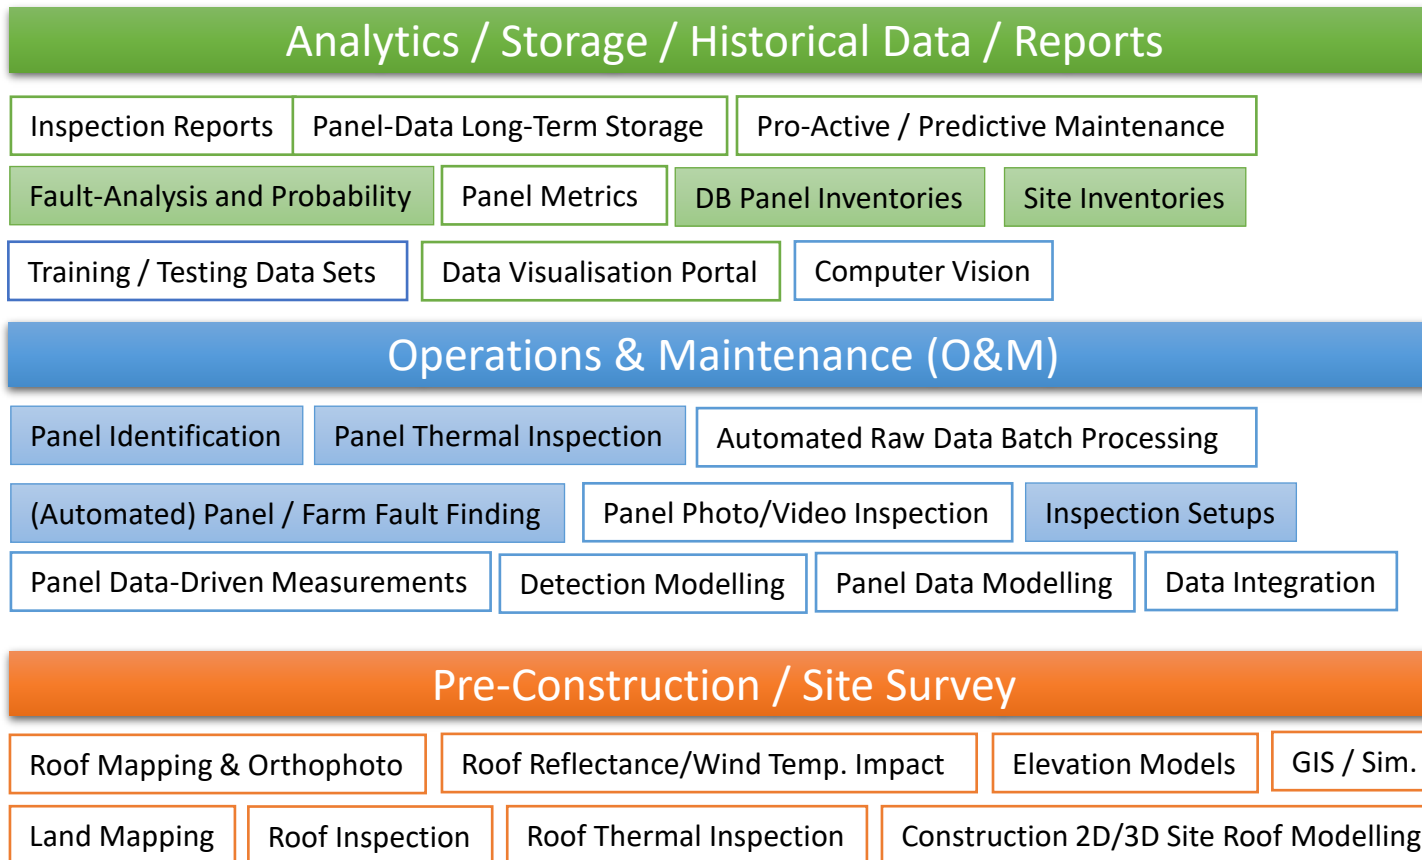 Analytics / Storage / Historical Data / Reports
Inspection Reports
Panel-Data Long-Term Storage
Pro-Active / Predictive Maintenance
Fault-Analysis and Probability
Panel Metrics
DB Panel Inventories
Site Inventories
Training / Testing Data Sets
Data Visualisation Portal
Computer Vision
Operations & Maintenance (O&M)
Panel Identification
Panel Thermal Inspection
Automated Raw Data Batch Processing
(Automated) Panel / Farm Fault Finding
Panel Photo/Video Inspection
Inspection Setups
Panel Data-Driven Measurements
Detection Modelling
Panel Data Modelling
Data Integration
Pre-Construction / Site Survey
Roof Mapping & Orthophoto
Roof Reflectance/Wind Temp. Impact
Elevation Models
GIS / Sim.
Land Mapping
Roof Inspection
Roof Thermal Inspection
Construction 2D/3D Site Roof Modelling